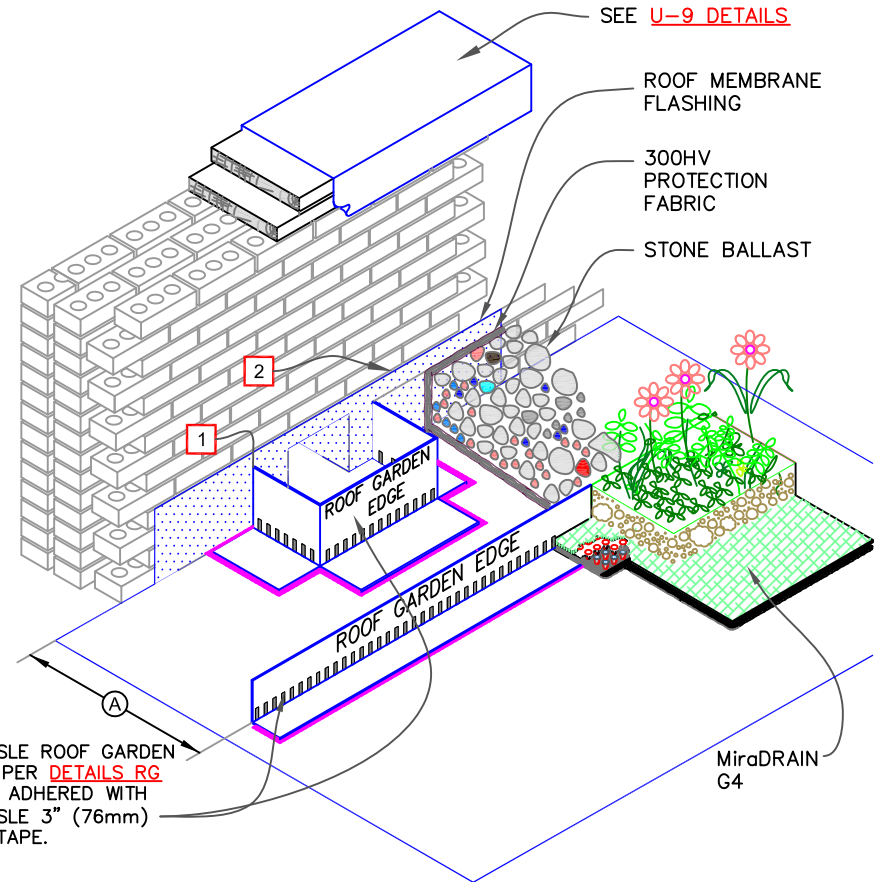 SEE U-9 DETAILS
ROOF MEMBRANE
FLASHING
300HV
PROTECTION
FABRIC
STONE BALLAST
2
1
ROOF GARDEN
EDGE
ROOF GARDEN EDGE
A
SLE ROOF GARDEN
PER DETAILS RG
ADHERED WITH
SLE 3" (76mm)
TAPE.
MiraDRAIN
G4